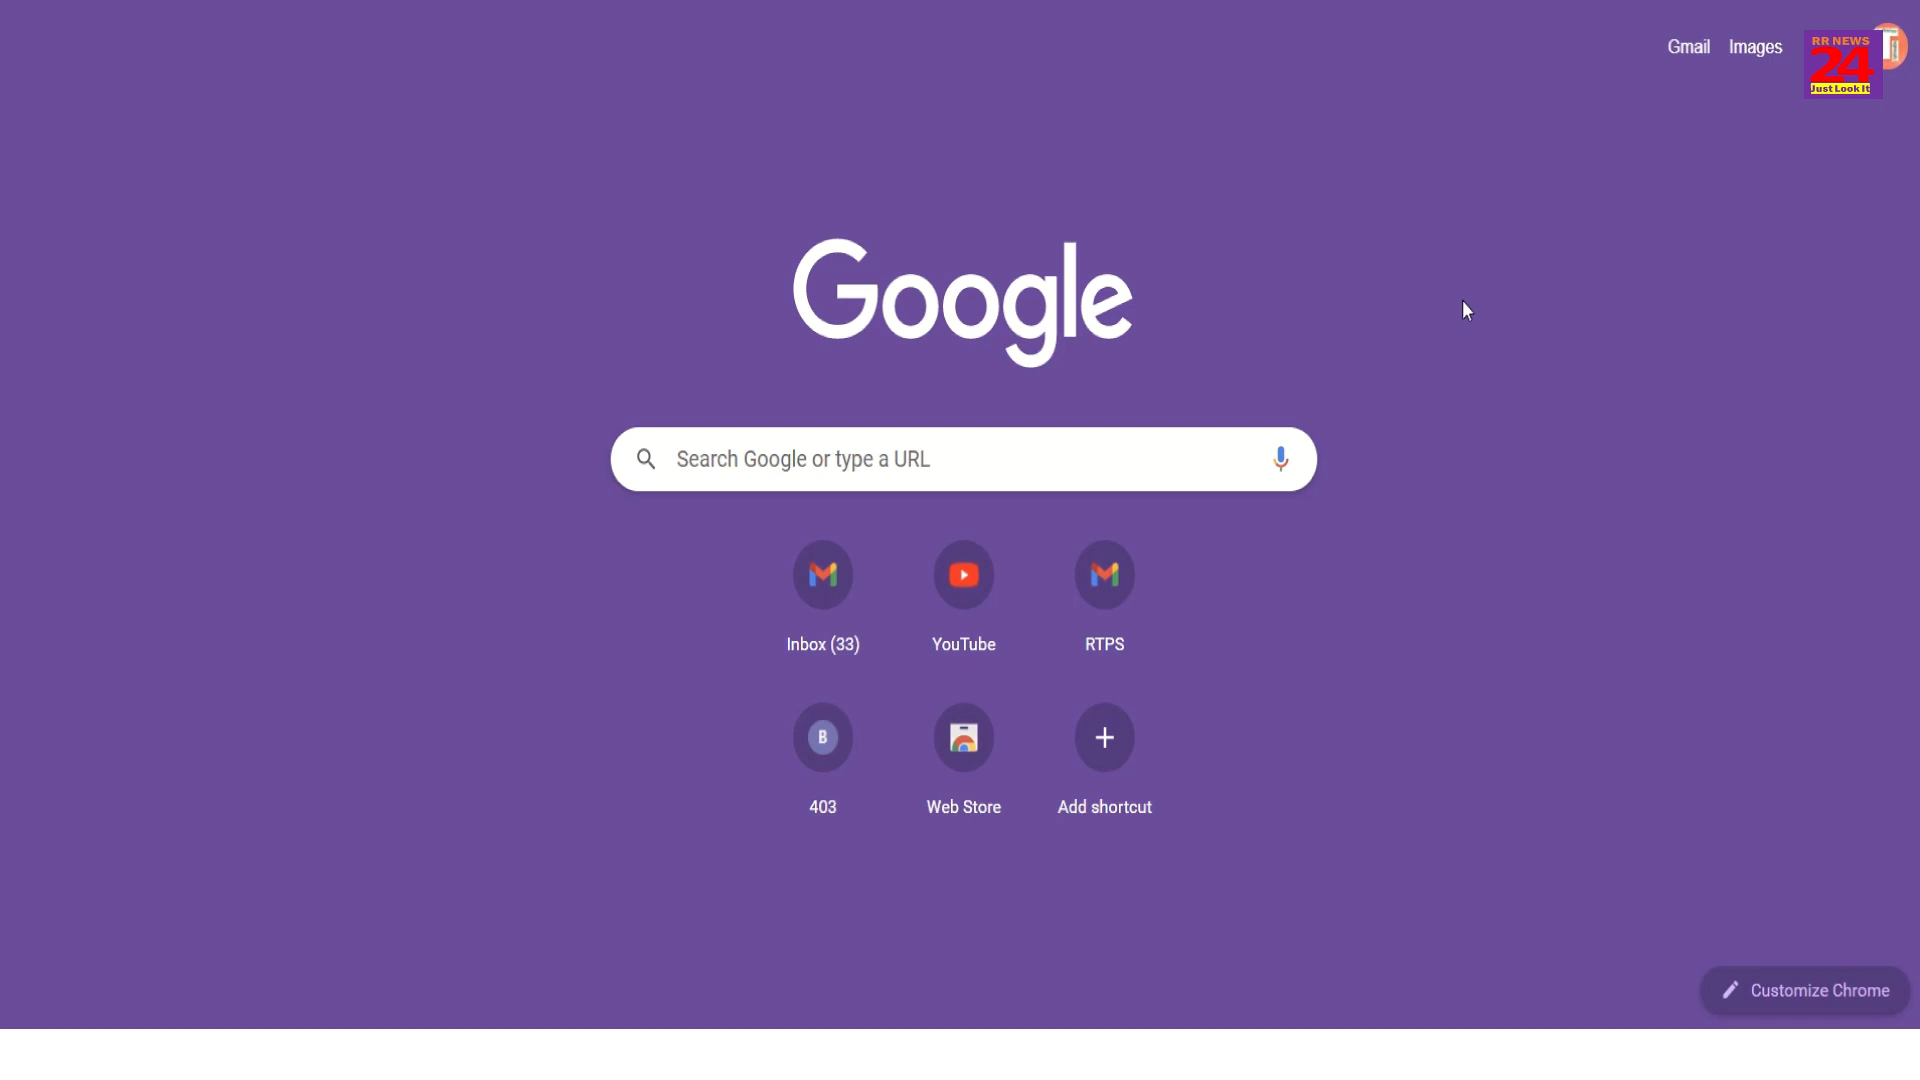 Gmail Images
RR NEWS
24
Just Look It
Google
Search Google or type a URL
Inbox (33) YouTube RTPS
B
403 Web Store Add shortcut
Customize Chrome